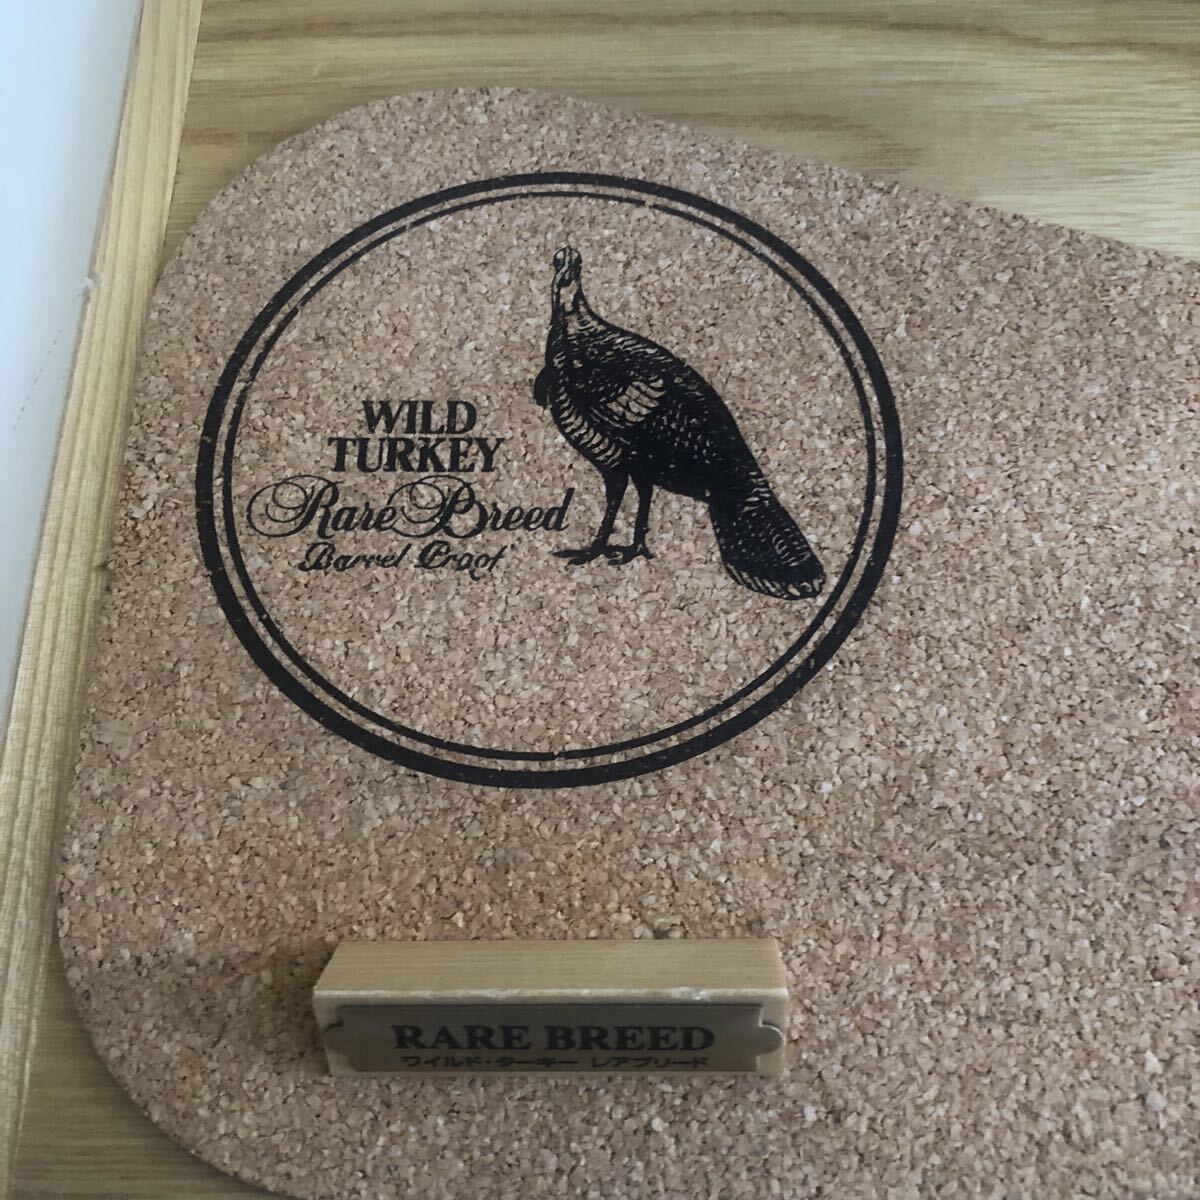 WILD
TURKEY
Rare Breed
Barrel Proof
RARE BREED
ワイルド・ターキー レアブリード